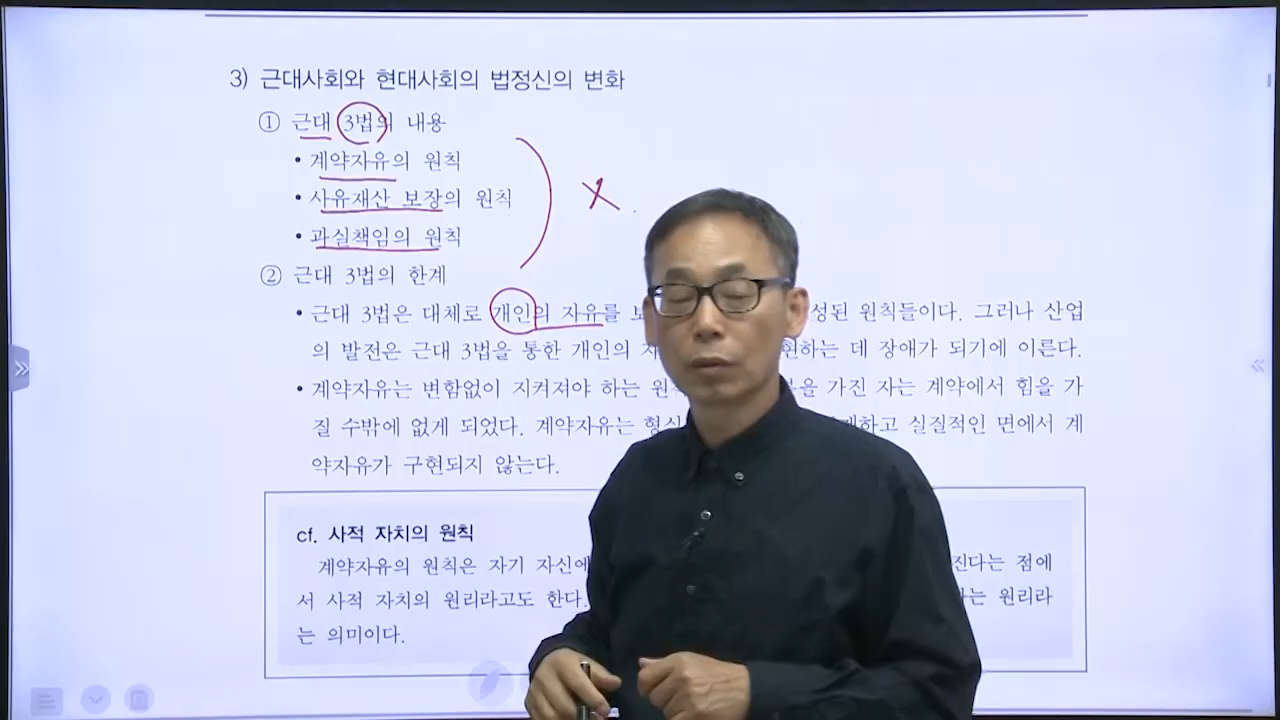 3) 근대사회와 현대사회의 법정신의 변화
① 근대 3법의 내용
• 계약자유의 원칙
• 사유재산 보장의 원칙
• 과실책임의 원칙
② 근대 3법의 한계
• 근대 3법은 대체로 개인의 자유를 성된 원칙들이다. 그러나 산업
의 발전은 근대 3법을 통한 개인의 현하는 데 장애가 되기에 이른다.
• 계약자유는 변함없이 지켜져야 하는 가진 자는 계약에서 힘을 가
질 수밖에 없게 되었다. 계약자유는 실질적인 면에서 계
약자유가 구현되지 않는다.
cf. 사적 자치의 원칙
계약자유의 원칙은 자기 자신에 진다는 점에
서 사적 자치의 원리라고도 한다. 는 원리라
는 의미이다.